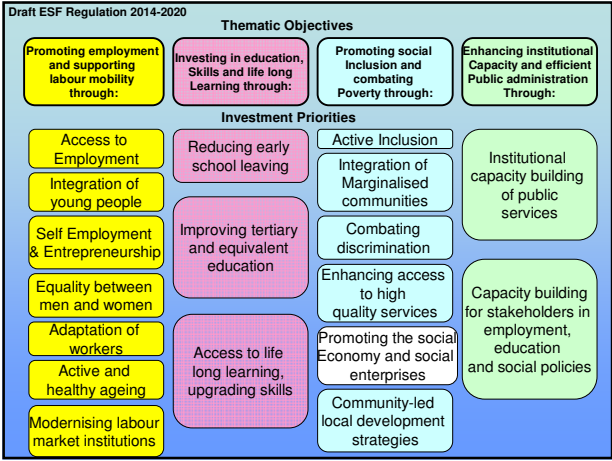 Draft ESF Regulation 2014-2020
Thematic Objectives
Promoting employment
and supporting
labour mobility
through:
Investing in education,
Skills and life long
Learning through:
Promoting social
Inclusion and
combating
Poverty through:
Enhancing institutional
Capacity and efficient
Public administration
Through:
Investment Priorities
Access to
Employment
Integration of
young people
Self Employment
& Entrepreneurship
Equality between
men and women
Adaptation of
workers
Active and
healthy ageing
Modernising labour
market institutions
Reducing early
school leaving
Improving tertiary
and equivalent
education
Access to life
long learning,
upgrading skills
Active Inclusion
Integration of
Marginalised
communities
Combating
discrimination
Enhancing access
to high
quality services
Promoting the social
Economy and social
enterprises
Community-led
local development
strategies
Institutional
capacity building
of public
services
Capacity building
for stakeholders in
employment,
education
and social policies